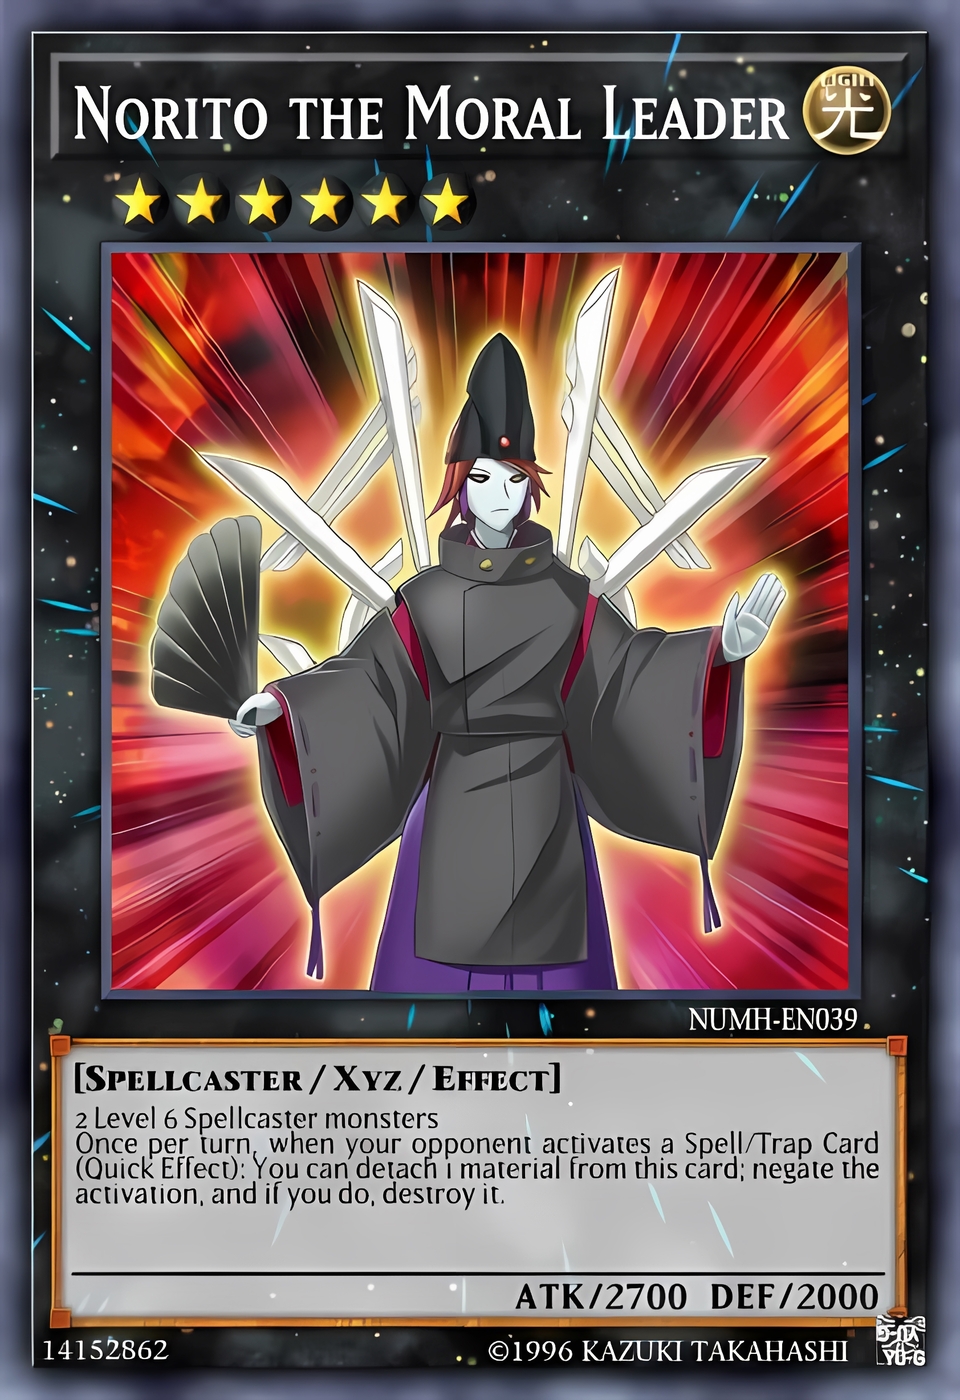 Norito the Moral Leader
光
NUMH-EN039
[Spellcaster / Xyz / Effect]
2 Level 6 Spellcaster monsters
Once per turn, when your opponent activates a Spell/Trap Card
(Quick Effect): You can detach 1 material from this card; negate the
activation, and if you do, destroy it.
ATK/2700 DEF/2000
14152862
©1996 KAZUKI TAKAHASHI